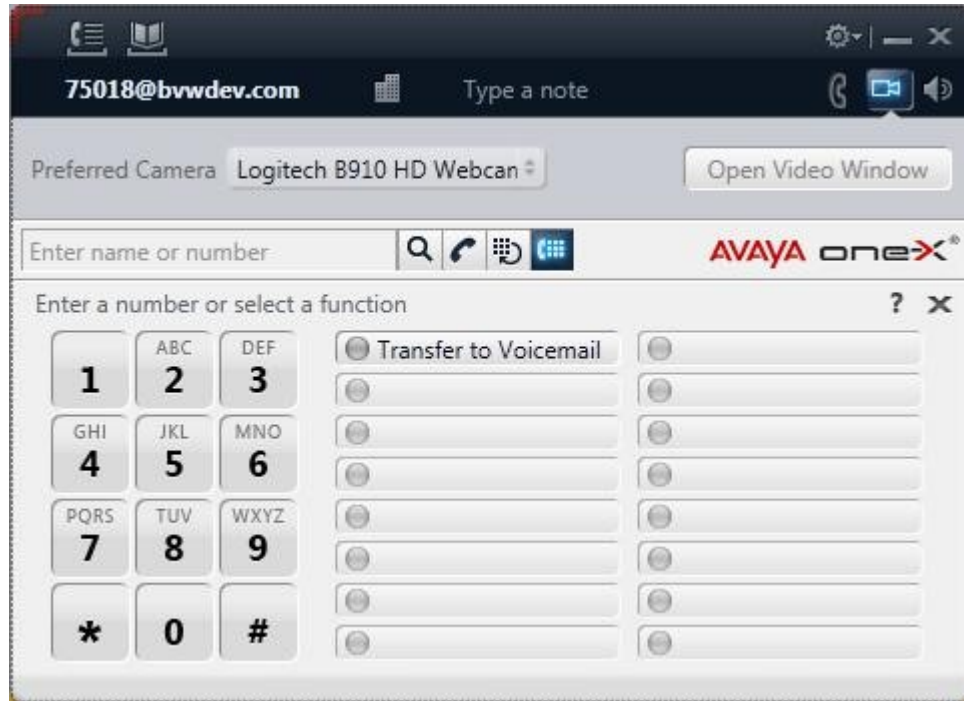 75018@bvwdev.com Type a note
Preferred Camera Logitech B910 HD Webcan Open Video Window
Enter name or number AVAYA one-X®
Enter a number or select a function ? X
Transfer to Voicemail
1 ABC 2 DEF 3
GHI 4 JKL 5 MNO 6
PQRS 7 TUV 8 WXYZ 9
* 0 #